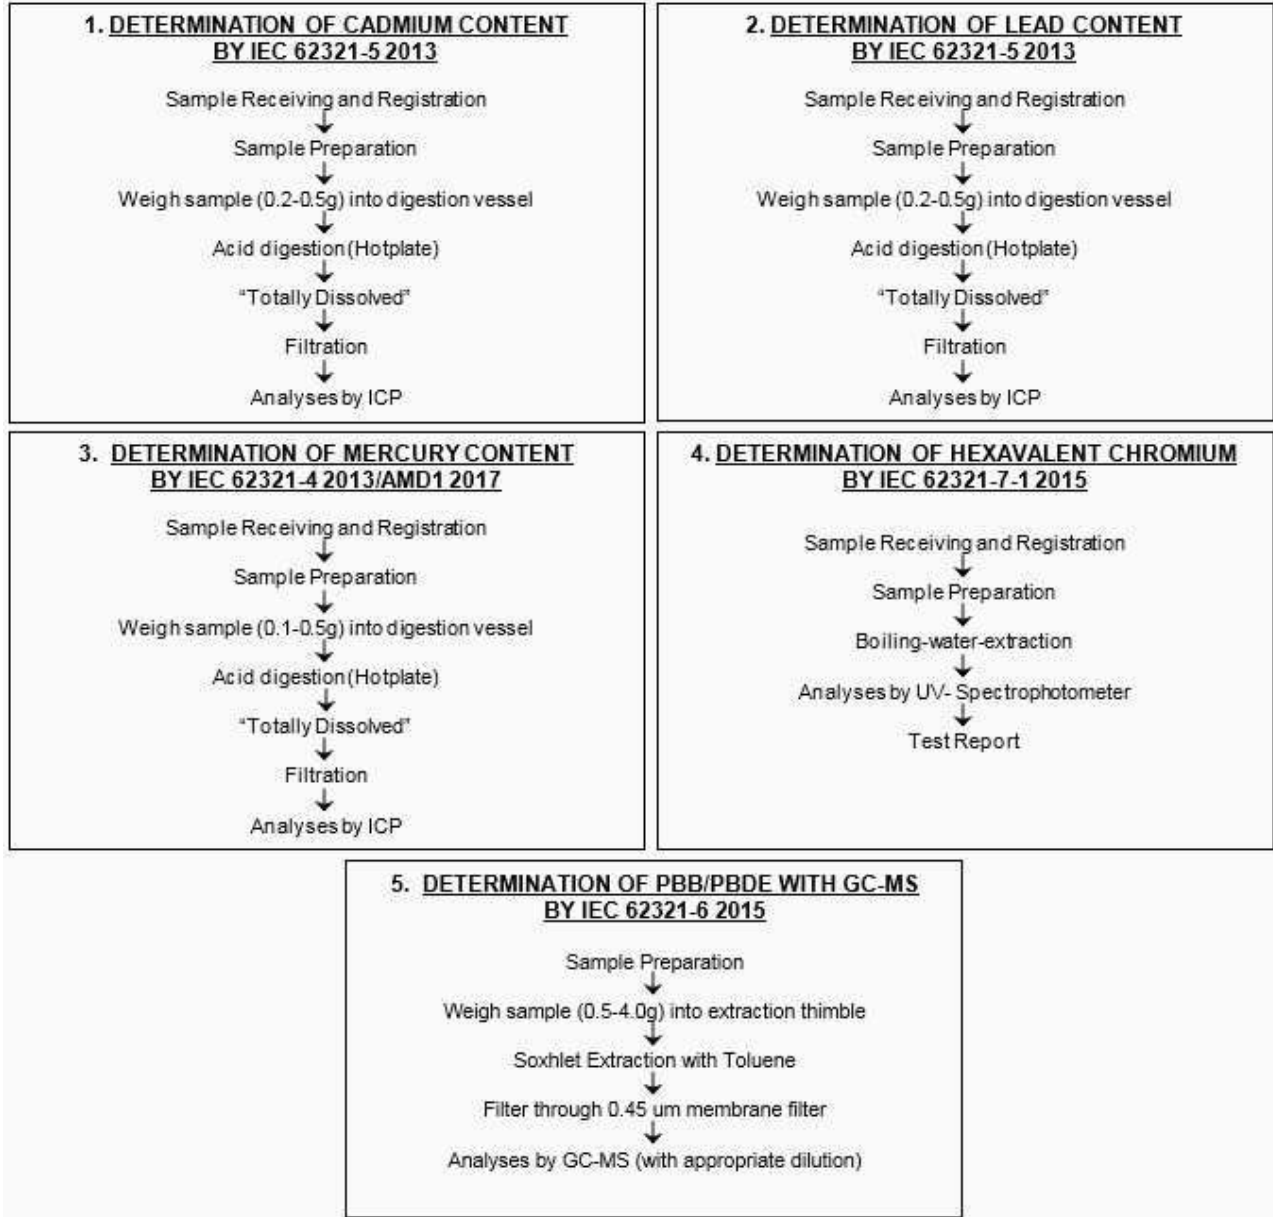 1. DETERMINATION OF CADMIUM CONTENT
BY IEC 62321-5 2013
Sample Receiving and Registration
Sample Preparation
Weigh sample (0.2-0.5g) into digestion vessel
Acid digestion (Hotplate)
“Totally Dissolved”
Filtration
Analyses by ICP
2. DETERMINATION OF LEAD CONTENT
BY IEC 62321-5 2013
Sample Receiving and Registration
Sample Preparation
Weigh sample (0.2-0.5g) into digestion vessel
Acid digestion (Hotplate)
“Totally Dissolved”
Filtration
Analyses by ICP
3. DETERMINATION OF MERCURY CONTENT
BY IEC 62321-4 2013/AMD1 2017
Sample Receiving and Registration
Sample Preparation
Weigh sample (0.1-0.5g) into digestion vessel
Acid digestion (Hotplate)
“Totally Dissolved”
Filtration
Analyses by ICP
4. DETERMINATION OF HEXAVALENT CHROMIUM
BY IEC 62321-7-1 2015
Sample Receiving and Registration
Sample Preparation
Boiling-water-extraction
Analyses by UV- Spectrophotometer
Test Report
5. DETERMINATION OF PBB/PBDE WITH GC-MS
BY IEC 62321-6 2015
Sample Preparation
Weigh sample (0.5-4.0g) into extraction thimble
Soxhlet Extraction with Toluene
Filter through 0.45 um membrane filter
Analyses by GC-MS (with appropriate dilution)